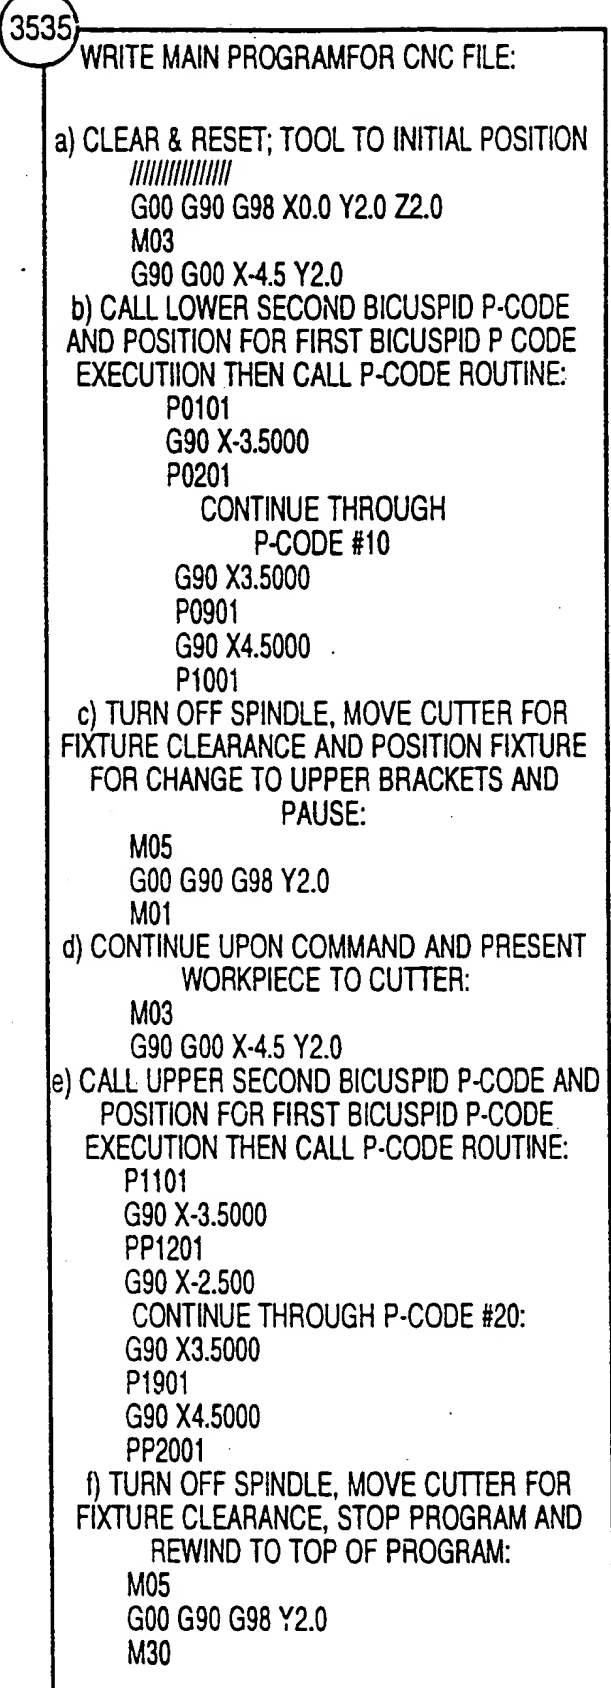 3535
WRITE MAIN PROGRAMFOR CNC FILE:
a) CLEAR & RESET; TOOL TO INITIAL POSITION
////////////////
G00 G90 G98 X0.0 Y2.0 Z2.0
M03
G90 G00 X-4.5 Y2.0
b) CALL LOWER SECOND BICUSPID P-CODE
AND POSITION FOR FIRST BICUSPID P CODE
EXECUTIION THEN CALL P-CODE ROUTINE:
P0101
G90 X-3.5000
P0201
CONTINUE THROUGH
P-CODE #10
G90 X3.5000
P0901
G90 X4.5000
P1001
c) TURN OFF SPINDLE, MOVE CUTTER FOR
FIXTURE CLEARANCE AND POSITION FIXTURE
FOR CHANGE TO UPPER BRACKETS AND
PAUSE:
M05
G00 G90 G98 Y2.0
M01
d) CONTINUE UPON COMMAND AND PRESENT
WORKPIECE TO CUTTER:
M03
G90 G00 X-4.5 Y2.0
e) CALL UPPER SECOND BICUSPID P-CODE AND
POSITION FOR FIRST BICUSPID P-CODE
EXECUTION THEN CALL P-CODE ROUTINE:
P1101
G90 X-3.5000
PP1201
G90 X-2.500
CONTINUE THROUGH P-CODE #20:
G90 X3.5000
P1901
G90 X4.5000
PP2001
f) TURN OFF SPINDLE, MOVE CUTTER FOR
FIXTURE CLEARANCE, STOP PROGRAM AND
REWIND TO TOP OF PROGRAM:
M05
G00 G90 G98 Y2.0
M30